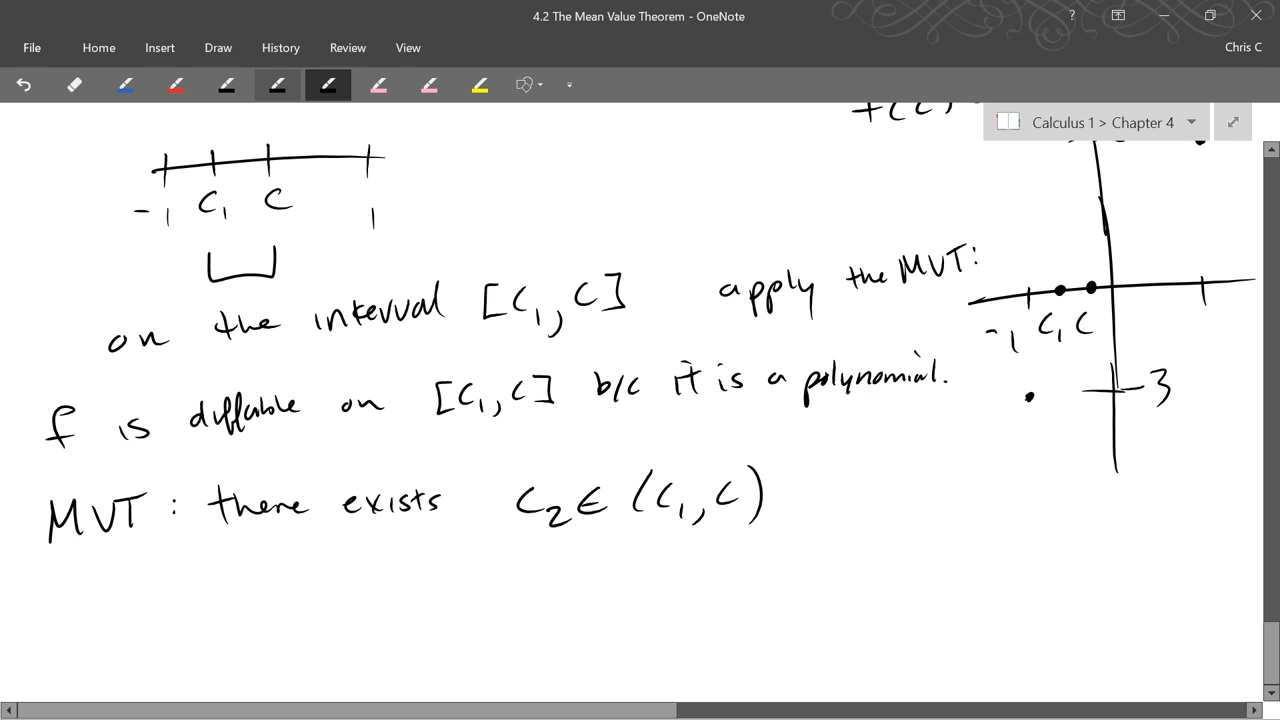 4.2 The Mean Value Theorem - OneNote
?
File Home Insert Draw History Review View
Chris C
Calculus 1 > Chapter 4
-1 C₁ C 1
on the interval [C₁, C] apply the MVT:
-1 C₁ C
f is diffable on [C₁, C] b/c it is a polynomial.
-3
MVT: there exists C₂ ∈ (C₁, C)